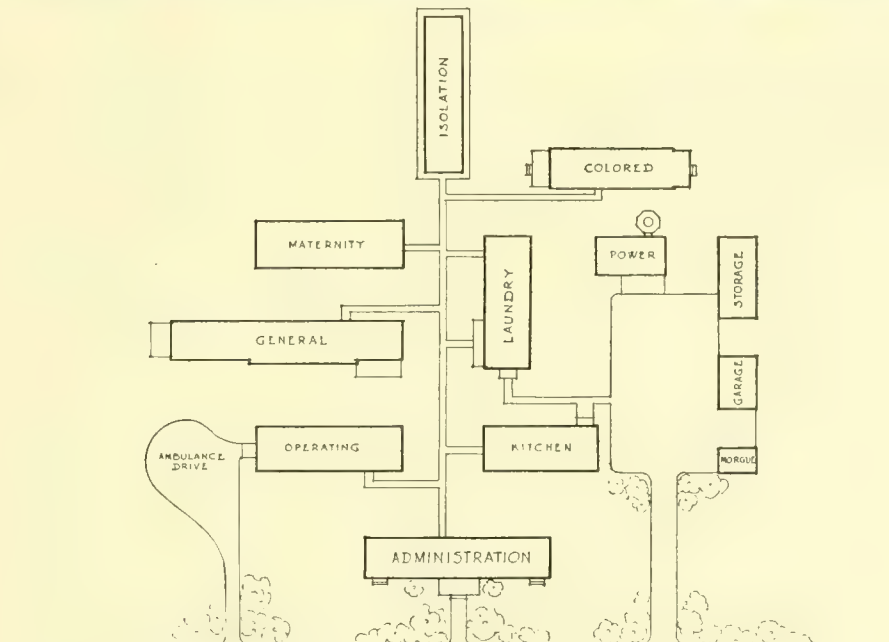 ISOLATION
COLORED
MATERNITY
POWER
STORAGE
LAUNDRY
GENERAL
GARAGE
AMBULANCE
DRIVE
OPERATING
KITCHEN
MORGUE
ADMINISTRATION